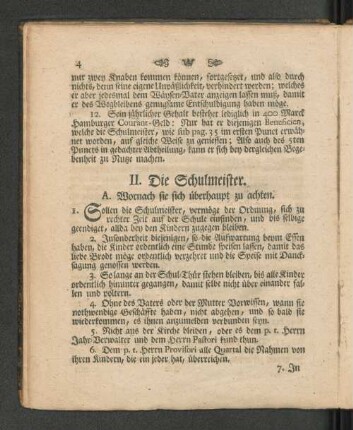 4
nur zwey Knaben kommen können, fortgesetzet, und also durch
nichts, denn seine eigene Unpäßlichkeit, verhindert werden; welches
er aber jedesmal dem Wäysen-Vater anzeigen lassen muß, damit
er des Wegbleibens genugsame Entschuldigung haben möge.
12. Sein jährlicher Gehalt bestehet lediglich in 400 Marck
Hamburger Courant-Geld: Nur hat er diejenigen Beneficien,
welche die Schulmeister, wie sub pag. 35 im ersten Punct erwäh-
net worden, auf gleiche Weise zu geniessen; Also auch des 5ten
Puncts in gedachter Abtheilung, kann er sich bey dergleichen Bege-
benheit zu Nutze machen.
II. Die Schulmeister.
A. Wornach sie sich überhaupt zu achten.
1. Sollen die Schulmeister, vermöge der Ordnung, sich zu
rechter Zeit auf der Schule einfinden, und bis selbige
geendiget, allda bey den Kindern zugegen bleiben.
2. Insonderheit diejenigen, so die Aufwartung beym Essen
haben, die Kinder ordentlich eine Stunde speisen lassen, damit das
liebe Brodt möge ordentlich verzehret und die Speise mit Danck-
sagung genossen werden.
3. So lange an der Schul-Thür stehen bleiben, bis alle Kinder
ordentlich hinunter gegangen, damit selbe nicht über einander fal-
len und poltern.
4. Ohne des Vaters oder der Mutter Vorwissen, wann sie
nothwendige Geschäffte haben, nicht abgehen, und so bald sie
wiederkommen, es ihnen anzumelden verbunden seyn.
5. Nicht aus der Kirche bleiben, oder es dem p. t. Herrn
Jahr-Verwalter und dem Herrn Pastori kund thun.
6. Dem p. t. Herrn Provisori alle Quartal die Nahmen von
ihren Kindern, die ein jeder hat, überreichen.
7. In